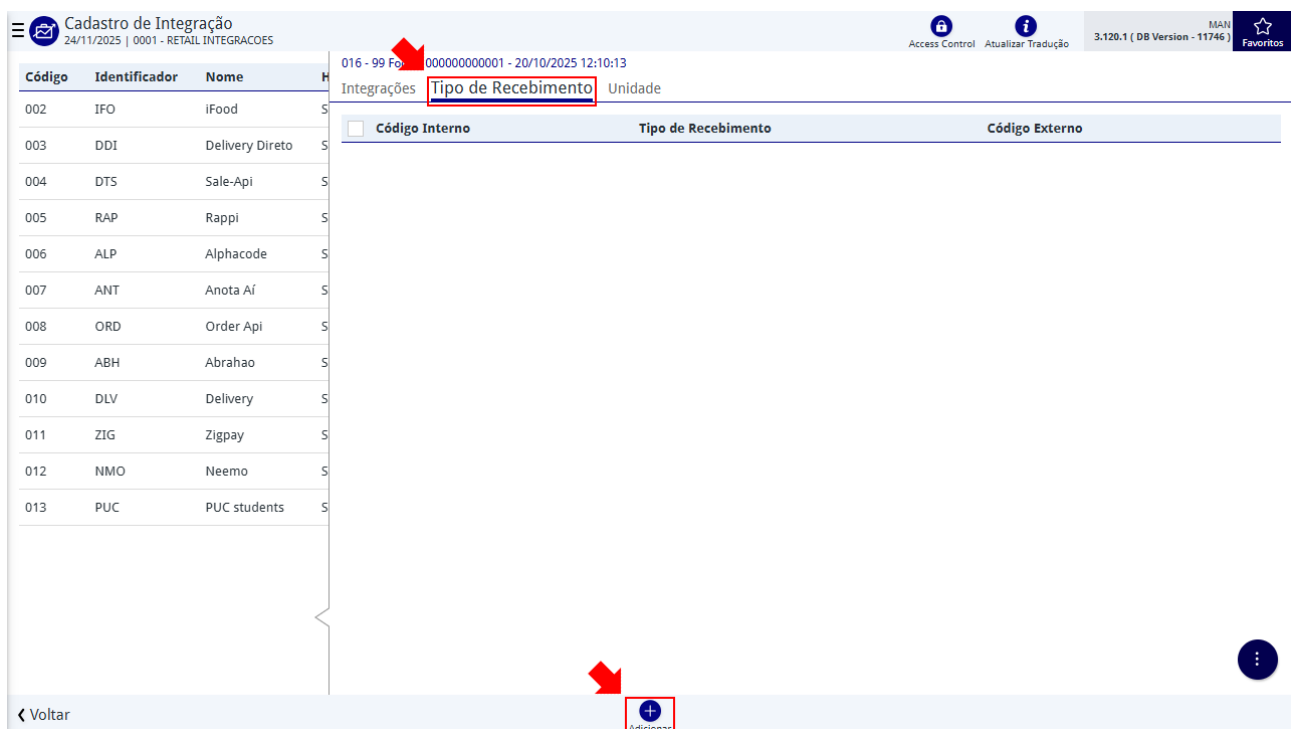 Cadastro de Integração
24/11/2025 | 0001 - RETAIL INTEGRACOES
Access Control
Atualizar Tradução
MAN
3.120.1 ( DB Version - 11746 )
Favoritos
Código Identificador Nome H
002 IFO iFood S
003 DDI Delivery Direto S
004 DTS Sale-Api S
005 RAP Rappi S
006 ALP Alphacode S
007 ANT Anota Aí S
008 ORD Order Api S
009 ABH Abrahao S
010 DLV Delivery S
011 ZIG Zigpay S
012 NMO Neemo S
013 PUC PUC students S
016 - 99 Fo 000000000001 - 20/10/2025 12:10:13
Integrações Tipo de Recebimento Unidade
Código Interno Tipo de Recebimento Código Externo
Voltar
Adicionar